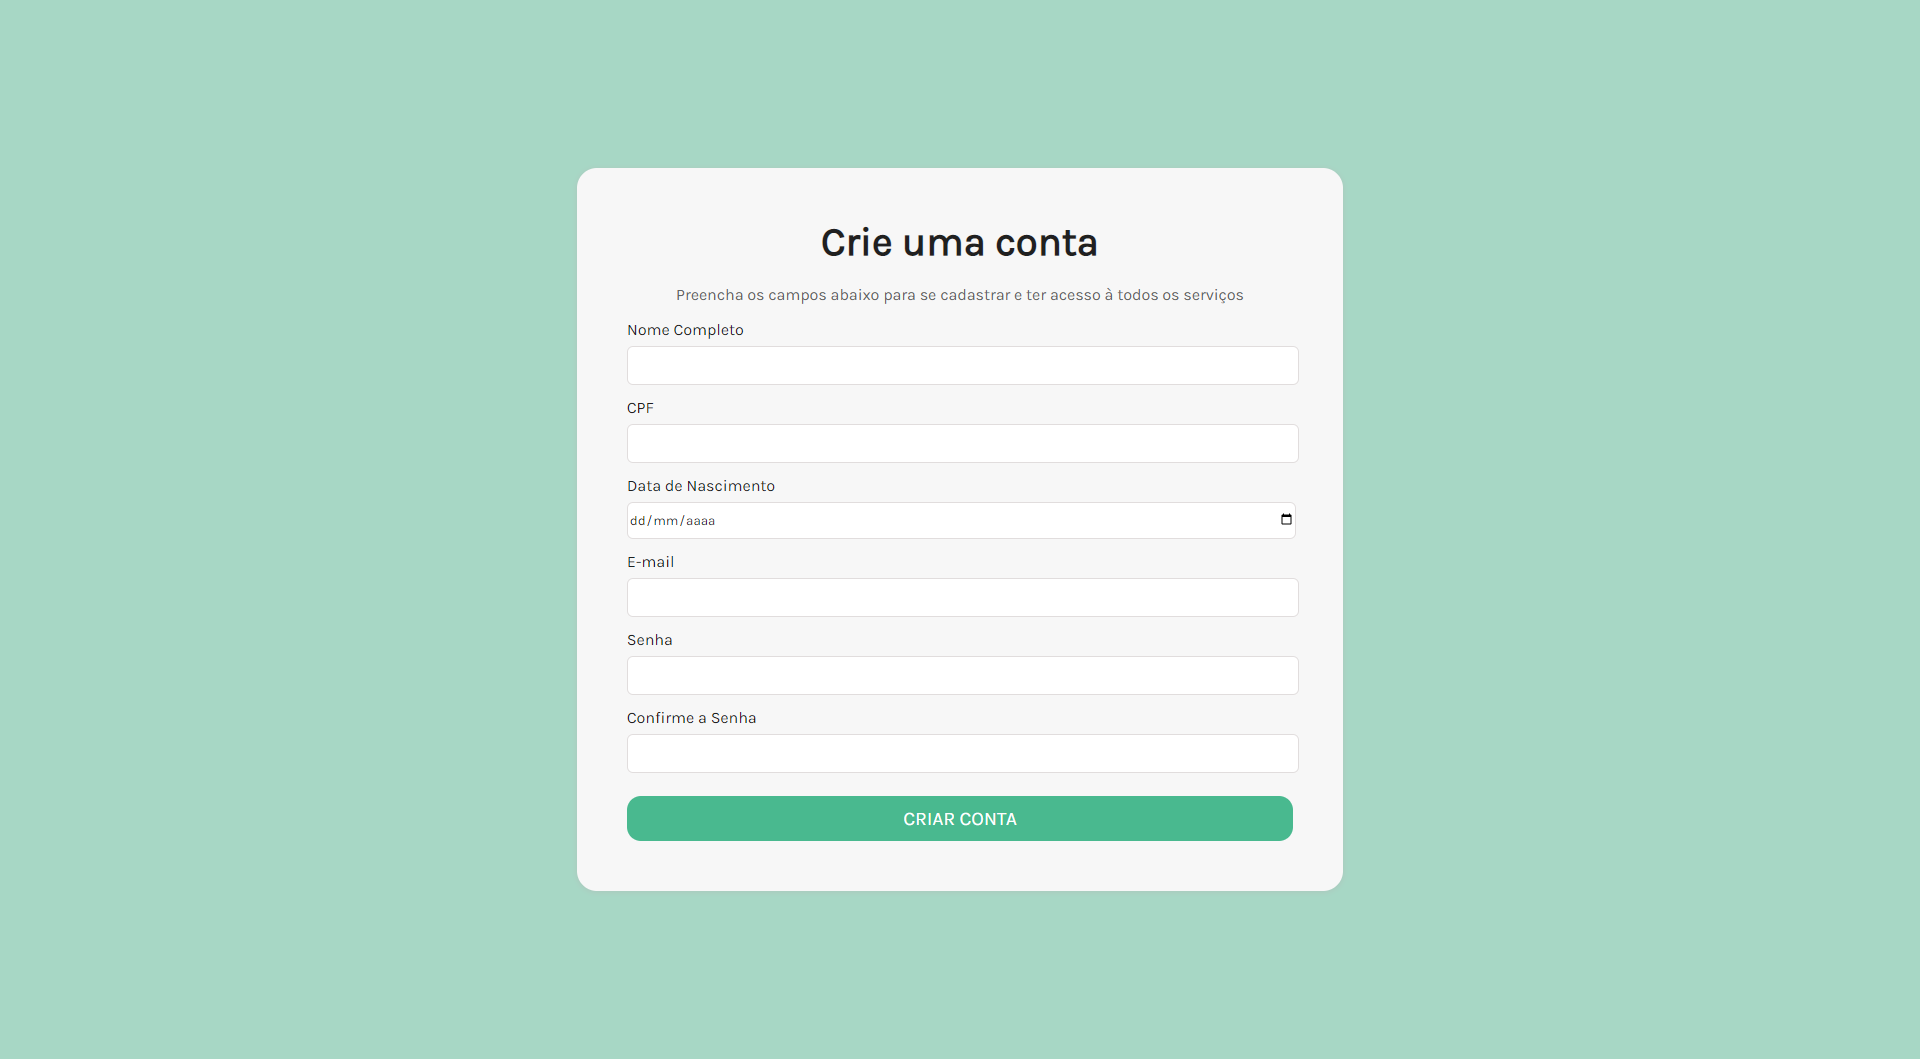 Crie uma conta
Preencha os campos abaixo para se cadastrar e ter acesso à todos os serviços
Nome Completo
CPF
Data de Nascimento
dd/mm/aaaa
E-mail
Senha
Confirme a Senha
CRIAR CONTA